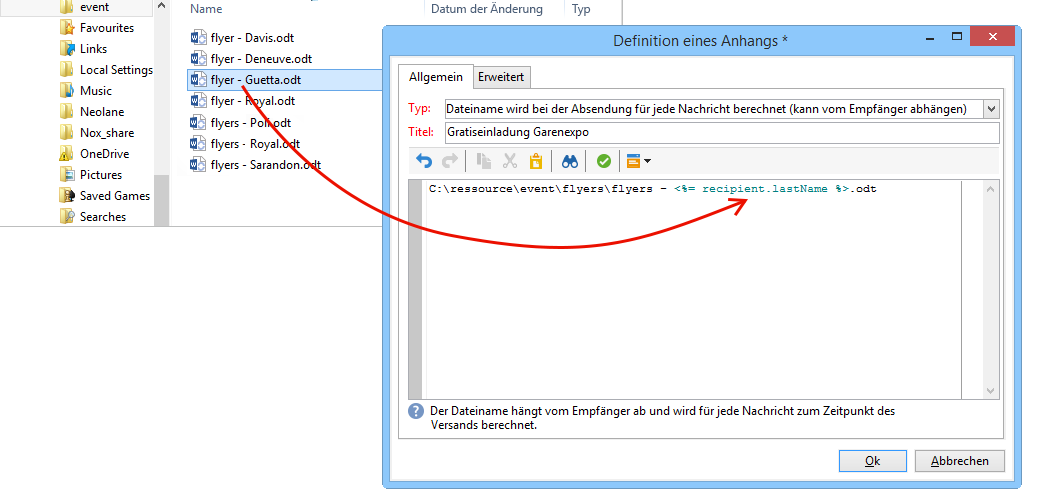 event
Favourites
Links
Local Settings
Music
Neolane
Nox_share
OneDrive
Pictures
Saved Games
Searches
Name
Datum der Änderung
Typ
flyer - Davis.odt
flyer - Deneuve.odt
flyer - Guetta.odt
flyer - Royal.odt
flyers - Poli.odt
flyers - Royal.odt
flyers - Sarandon.odt
Definition eines Anhangs *
Allgemein
Erweitert
Typ: Dateiname wird bei der Absendung für jede Nachricht berechnet (kann vom Empfänger abhängen)
Titel: Gratiseinladung Garenexpo
C:\ressource\event\flyers\flyers - <%= recipient.lastName %>.odt
Der Dateiname hängt vom Empfänger ab und wird für jede Nachricht zum Zeitpunkt des
Versands berechnet.
Ok
Abbrechen